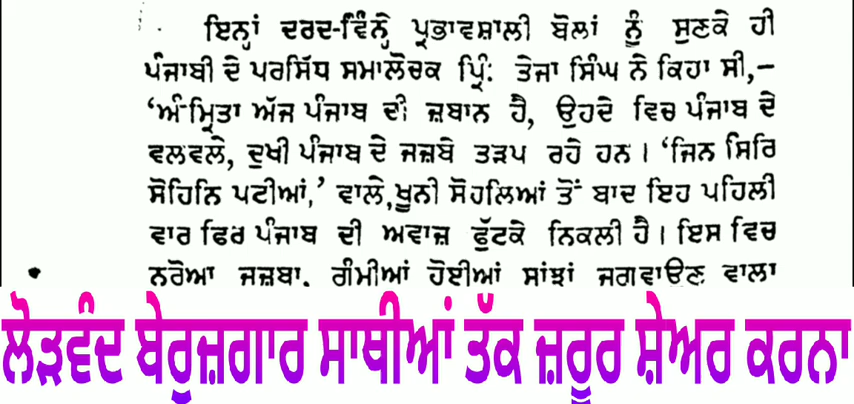 ਇਨ੍ਹਾਂ ਦਰਦ-ਵਿੰਨ੍ਹੇ ਪ੍ਰਭਾਵਸ਼ਾਲੀ ਬੋਲਾਂ ਨੂੰ ਸੁਣਕੇ ਹੀ
ਪੰਜਾਬੀ ਦੇ ਪਰਸਿੱਧ ਸਮਾਲੋਚਕ ਪ੍ਰਿੰ: ਤੇਜਾ ਸਿੰਘ ਨੇ ਕਿਹਾ ਸੀ,–
‘ਅੰਮ੍ਰਿਤਾ ਅੱਜ ਪੰਜਾਬ ਦੀ ਜ਼ਬਾਨ ਹੈ, ਉਹਦੇ ਵਿਚ ਪੰਜਾਬ ਦੇ
ਵਲਵਲੇ, ਦੁਖੀ ਪੰਜਾਬ ਦੇ ਜਜ਼ਬੇ ਤੜਪ ਰਹੇ ਹਨ। ‘ਜਿਨ ਸਿਰਿ
ਸੋਹਿਨਿ ਪਟੀਆਂ,’ ਵਾਲੇ,ਖ਼ੂਨੀ ਸੋਹਲਿਆਂ ਤੋਂ ਬਾਦ ਇਹ ਪਹਿਲੀ
ਵਾਰ ਫਿਰ ਪੰਜਾਬ ਦੀ ਅਵਾਜ਼ ਫੁੱਟਕੇ ਨਿਕਲੀ ਹੈ। ਇਸ ਵਿਚ
ਨਰੋਆ ਜਜ਼ਬਾ, ਗੰਮੀਆਂ ਹੋਈਆਂ ਸਾਂਝਾਂ ਜਗਵਾਉਣ ਵਾਲਾ
ਲੋੜਵੰਦ ਬੇਰੁਜ਼ਗਾਰ ਸਾਥੀਆਂ ਤੱਕ ਜ਼ਰੂਰ ਸ਼ੇਅਰ ਕਰਨਾ